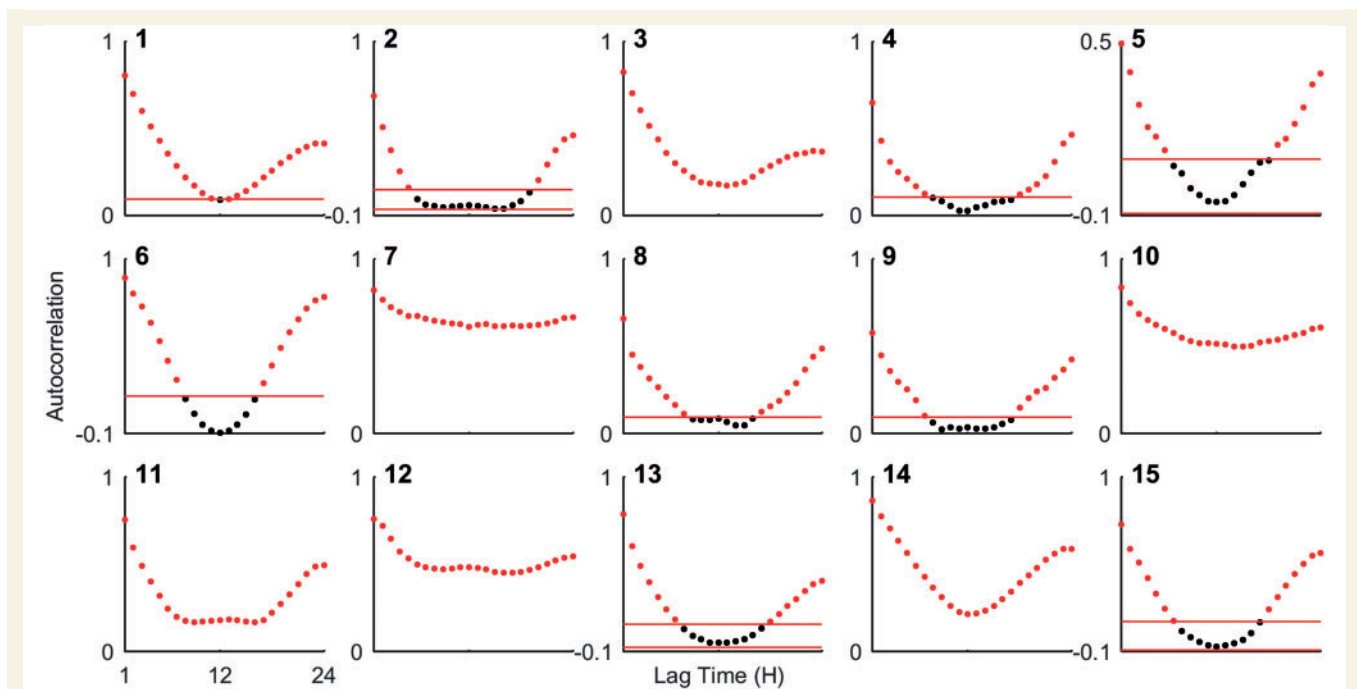 1 1 1 2 1 3 1 4 0.5 5
0 -0.1 0 0 -0.1
1 6 1 7 1 8 1 9 1 10
Autocorrelation
-0.1 0 0 0 0
1 11 1 12 1 13 1 14 1 15
0 0 -0.1 0 -0.1
1 12 24 Lag Time (H)